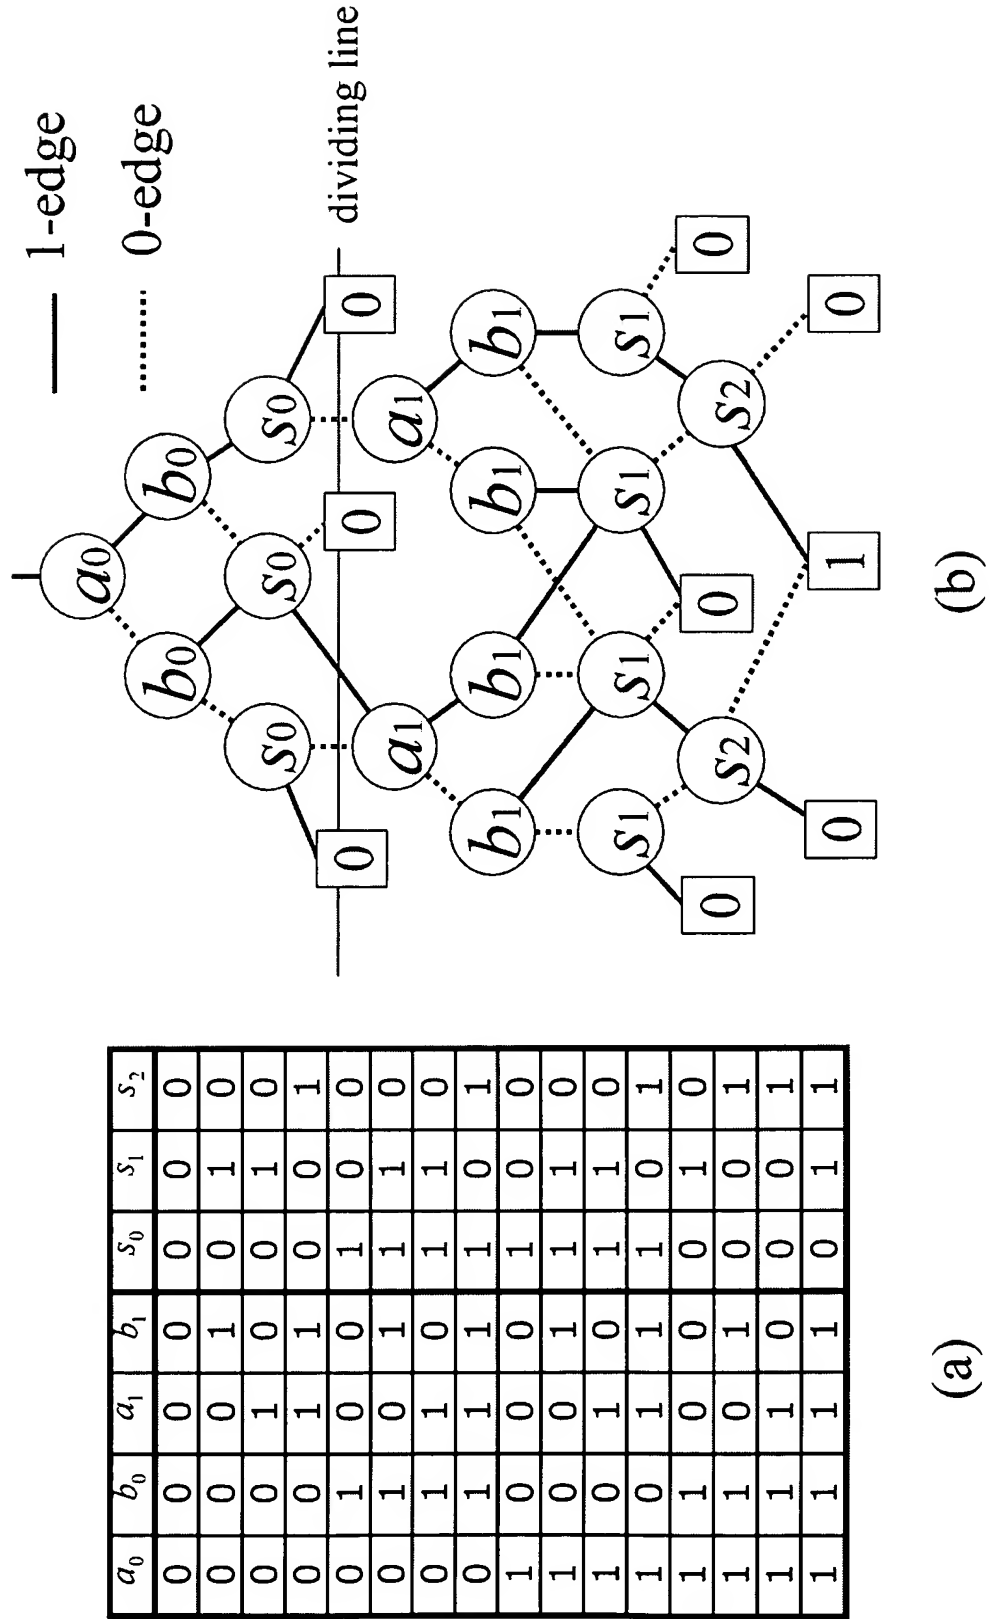 a0 b0 a1 b1 s0 s1 s2
0 0 0 0 0 0 0
0 0 0 1 0 1 0
0 0 1 0 0 1 0
0 0 1 1 0 0 1
0 1 0 0 1 0 0
0 1 0 1 1 1 0
0 1 1 0 1 1 0
0 1 1 1 1 0 1
1 0 0 0 1 0 0
1 0 0 1 1 1 0
1 0 1 0 1 1 0
1 0 1 1 1 0 1
1 1 0 0 0 1 0
1 1 0 1 0 0 1
1 1 1 0 0 0 1
1 1 1 1 0 1 1
(a)
1-edge
0-edge
a0
b0 b0
s0 s0 s0
dividing line
0 0 0
a1 a1
b1 b1 b1 b1
s1 s1 s1 s1
0 0 0
s2 s2
0 1 0
(b)